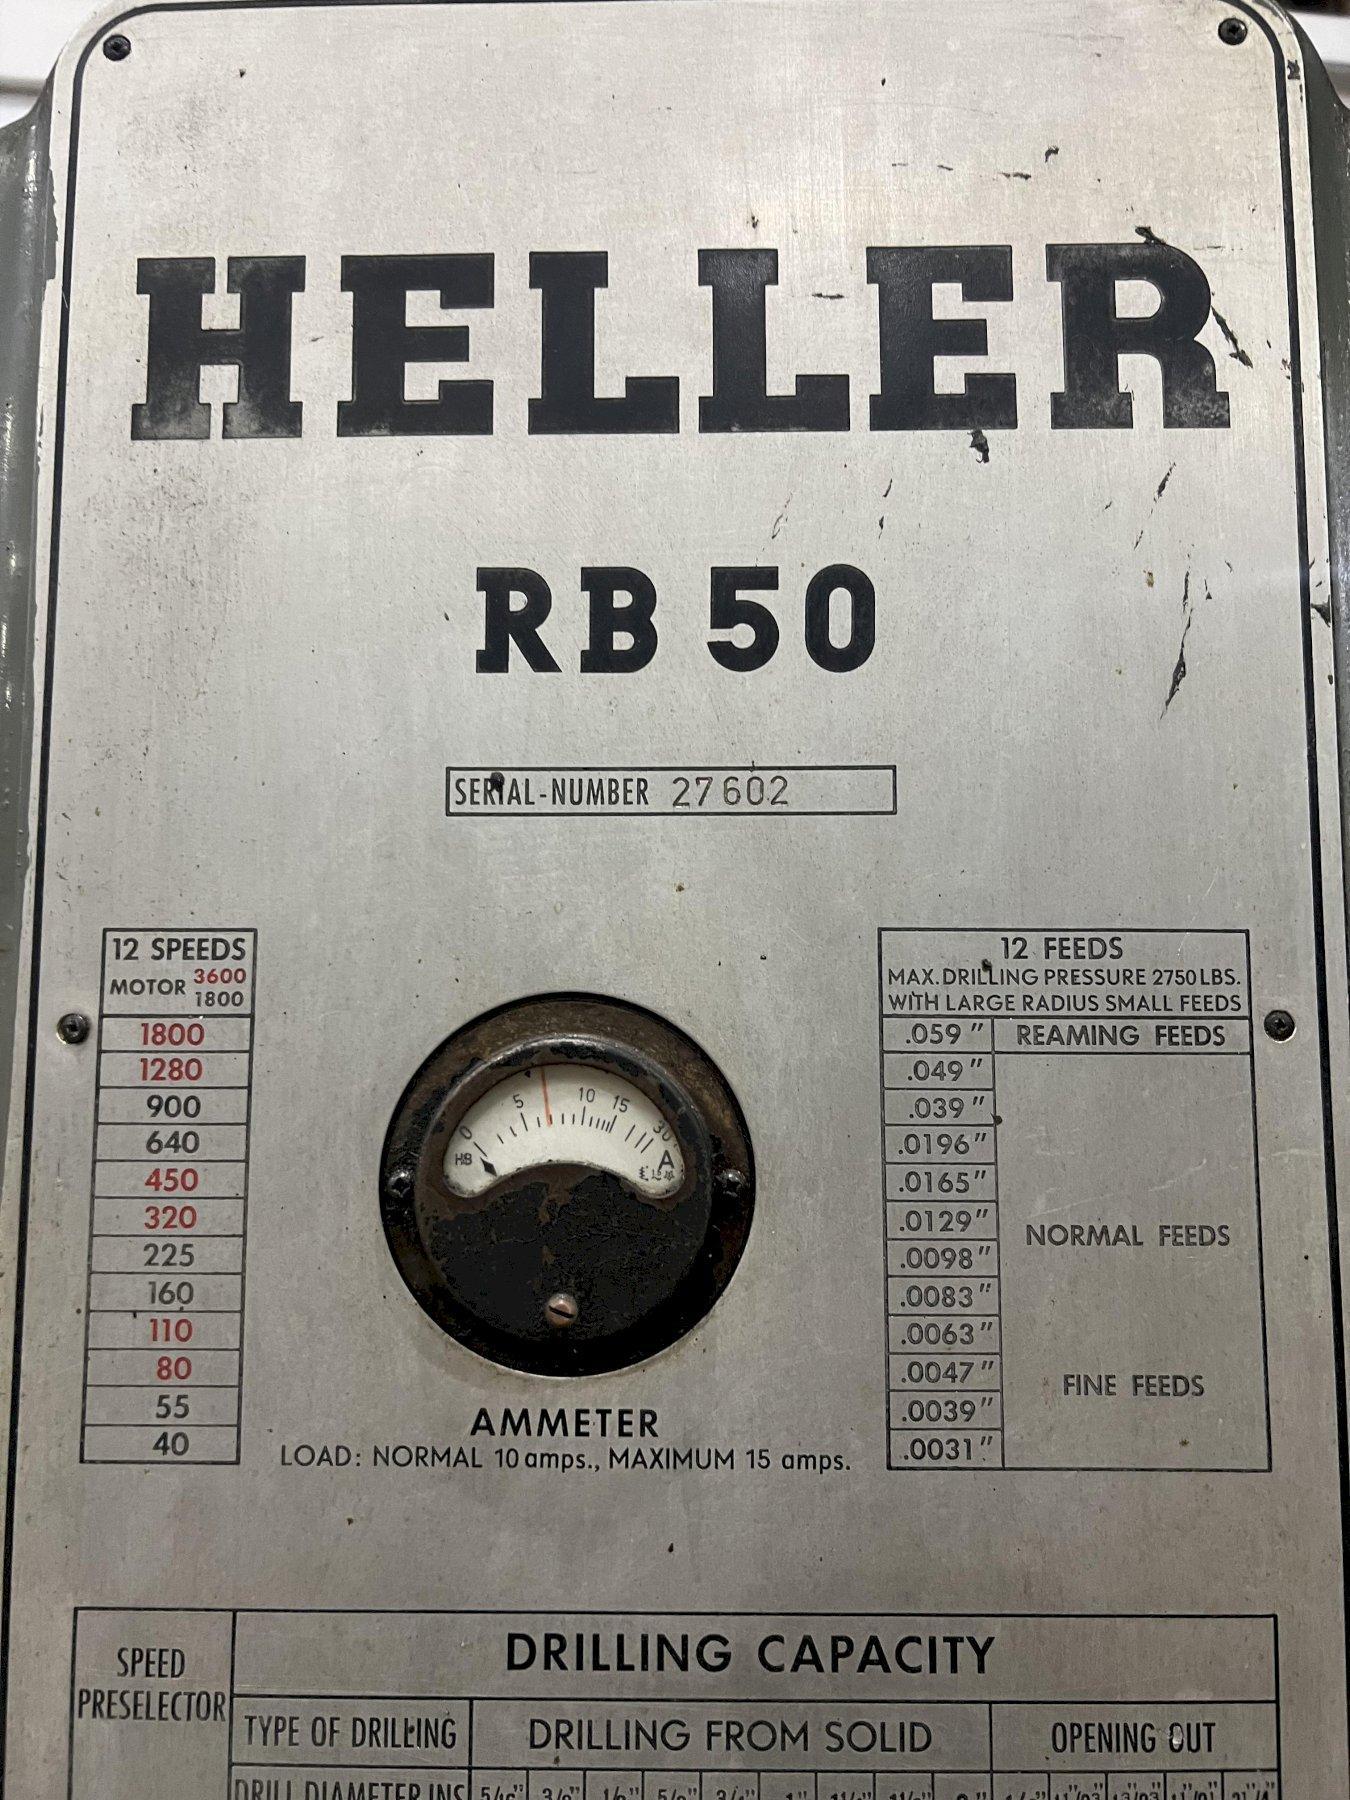 HELLER
RB 50
SERIAL-NUMBER 27602
12 SPEEDS
MOTOR 3600
1800
1800
1280
900
640
450
320
225
160
110
80
55
40
0 5 10 15 30
HB
A
AMMETER
LOAD: NORMAL 10 amps., MAXIMUM 15 amps.
12 FEEDS
MAX. DRILLING PRESSURE 2750 LBS.
WITH LARGE RADIUS SMALL FEEDS
.059" REAMING FEEDS
.049"
.039"
.0196"
.0165"
.0129"
NORMAL FEEDS
.0098"
.0083"
.0063"
.0047"
FINE FEEDS
.0039"
.0031"
DRILLING CAPACITY
SPEED
PRESELECTOR
TYPE OF DRILLING DRILLING FROM SOLID OPENING OUT
DRILL DIAMETER INS